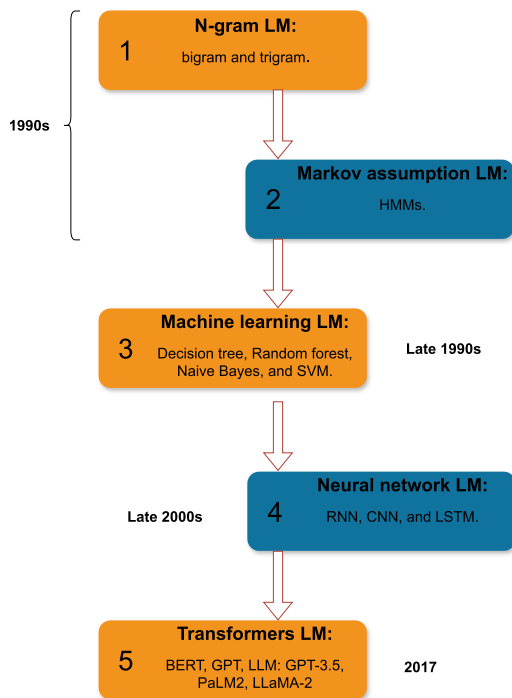 N-gram LM:
1
bigram and trigram.
1990s
Markov assumption LM:
2
HMMs.
Machine learning LM:
3
Decision tree, Random forest,
Naive Bayes, and SVM.
Late 1990s
Neural network LM:
Late 2000s
4
RNN, CNN, and LSTM.
Transformers LM:
5
BERT, GPT, LLM: GPT-3.5,
PaLM2, LLaMA-2
2017